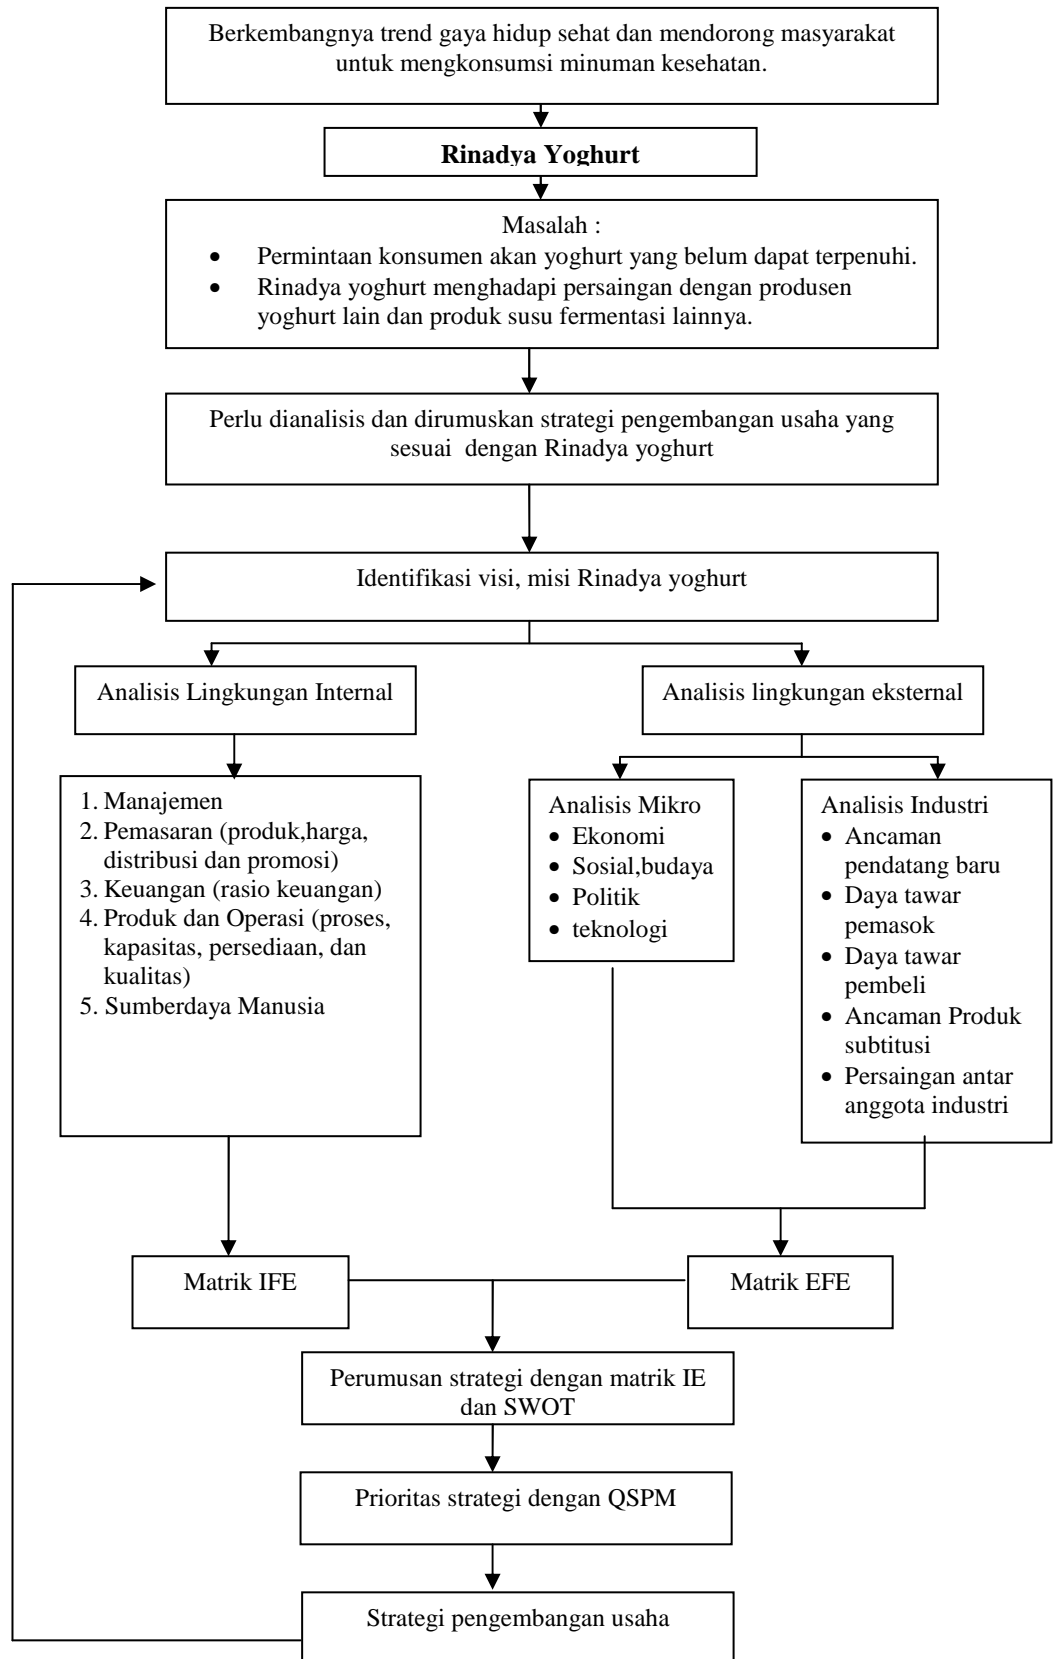 Berkembangnya trend gaya hidup sehat dan mendorong masyarakat
untuk mengkonsumsi minuman kesehatan.
Rinadya Yoghurt
Masalah :
• Permintaan konsumen akan yoghurt yang belum dapat terpenuhi.
• Rinadya yoghurt menghadapi persaingan dengan produsen
yoghurt lain dan produk susu fermentasi lainnya.
Perlu dianalisis dan dirumuskan strategi pengembangan usaha yang
sesuai dengan Rinadya yoghurt
Identifikasi visi, misi Rinadya yoghurt
Analisis Lingkungan Internal
Analisis lingkungan eksternal
1. Manajemen
2. Pemasaran (produk,harga,
distribusi dan promosi)
3. Keuangan (rasio keuangan)
4. Produk dan Operasi (proses,
kapasitas, persediaan, dan
kualitas)
5. Sumberdaya Manusia
Analisis Mikro
• Ekonomi
• Sosial,budaya
• Politik
• teknologi
Analisis Industri
• Ancaman
pendatang baru
• Daya tawar
pemasok
• Daya tawar
pembeli
• Ancaman Produk
subtitusi
• Persaingan antar
anggota industri
Matrik IFE
Matrik EFE
Perumusan strategi dengan matrik IE
dan SWOT
Prioritas strategi dengan QSPM
Strategi pengembangan usaha